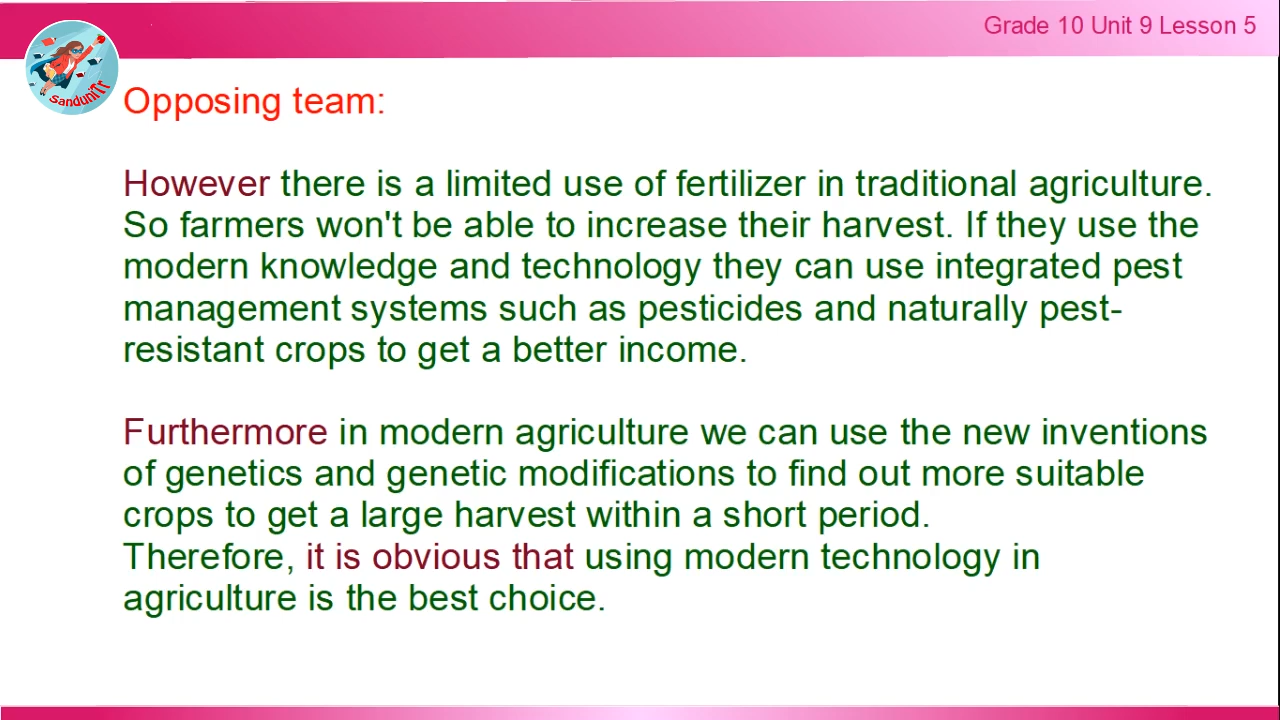 Grade 10 Unit 9 Lesson 5
SanduniTr
Opposing team:
However there is a limited use of fertilizer in traditional agriculture.
So farmers won't be able to increase their harvest. If they use the
modern knowledge and technology they can use integrated pest
management systems such as pesticides and naturally pest-
resistant crops to get a better income.
Furthermore in modern agriculture we can use the new inventions
of genetics and genetic modifications to find out more suitable
crops to get a large harvest within a short period.
Therefore, it is obvious that using modern technology in
agriculture is the best choice.